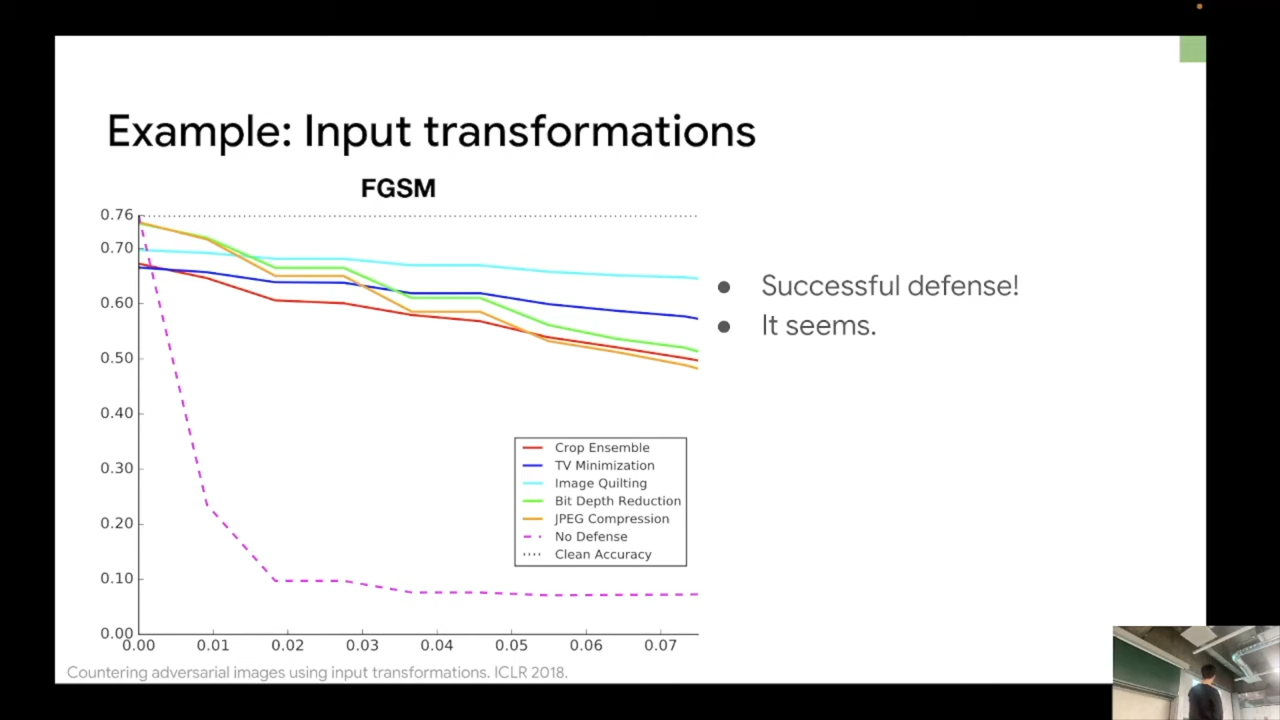 Example: Input transformations
FGSM
0.76
0.70
0.60
0.50
0.40
0.30
0.20
0.10
0.00
0.00 0.01 0.02 0.03 0.04 0.05 0.06 0.07
Crop Ensemble
TV Minimization
Image Quilting
Bit Depth Reduction
JPEG Compression
No Defense
Clean Accuracy
● Successful defense!
● It seems.
Countering adversarial images using input transformations. ICLR 2018.